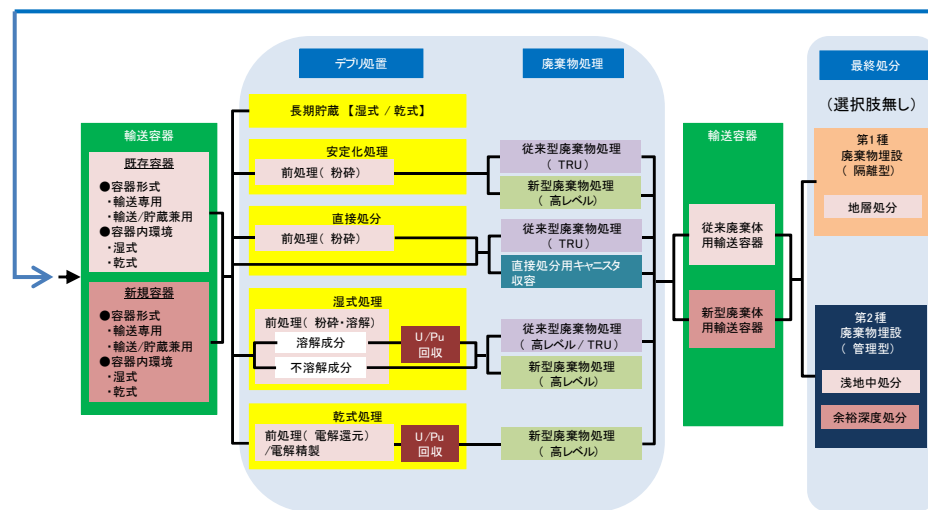 デブリ処置
廃棄物処理
最終処分
(選択肢無し)
輸送容器
既存容器
●容器形式
・輸送専用
・輸送/貯蔵兼用
●容器内環境
・湿式
・乾式
新規容器
●容器形式
・輸送専用
・輸送/貯蔵兼用
●容器内環境
・湿式
・乾式
長期貯蔵【湿式 / 乾式】
安定化処理
前処理( 粉砕)
従来型廃棄物処理
( TRU)
新型廃棄物処理
( 高レベル)
直接処分
前処理( 粉砕)
従来型廃棄物処理
( TRU)
直接処分用キャニスタ
収容
湿式処理
前処理( 粉砕・溶解)
溶解成分
不溶解成分
U/Pu
回収
従来型廃棄物処理
( 高レベル/ TRU)
新型廃棄物処理
( 高レベル)
乾式処理
前処理( 電解還元)
/電解精製
U/Pu
回収
新型廃棄物処理
( 高レベル)
輸送容器
従来廃棄体
用輸送容器
新型廃棄体
用輸送容器
第1種
廃棄物埋設
( 隔離型)
地層処分
第2種
廃棄物埋設
( 管理型)
浅地中処分
余裕深度処分